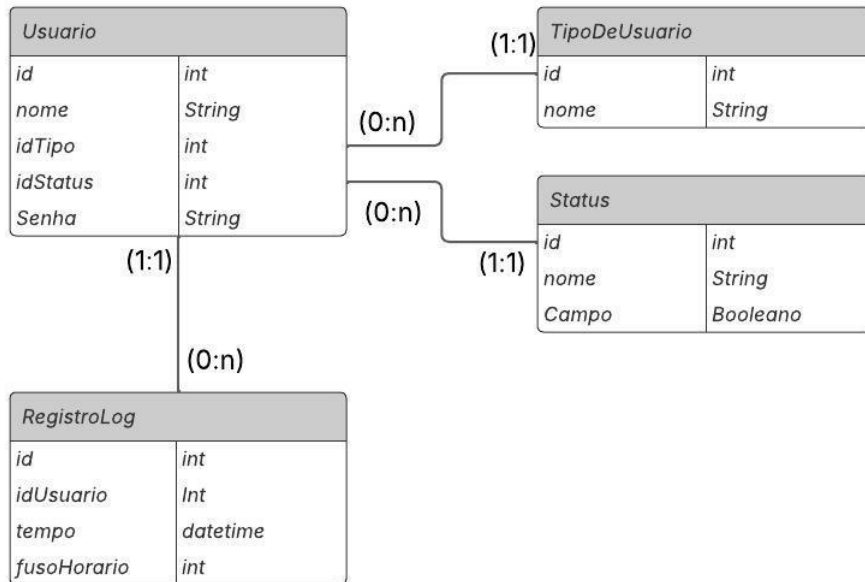 Usuario
id int
nome String
idTipo int
idStatus int
Senha String
(1:1)
(0:n)
TipoDeUsuario
id int
nome String
(0:n)
(1:1)
Status
id int
nome String
Campo Booleano
(1:1)
(0:n)
RegistroLog
id int
idUsuario Int
tempo datetime
fusoHorario int